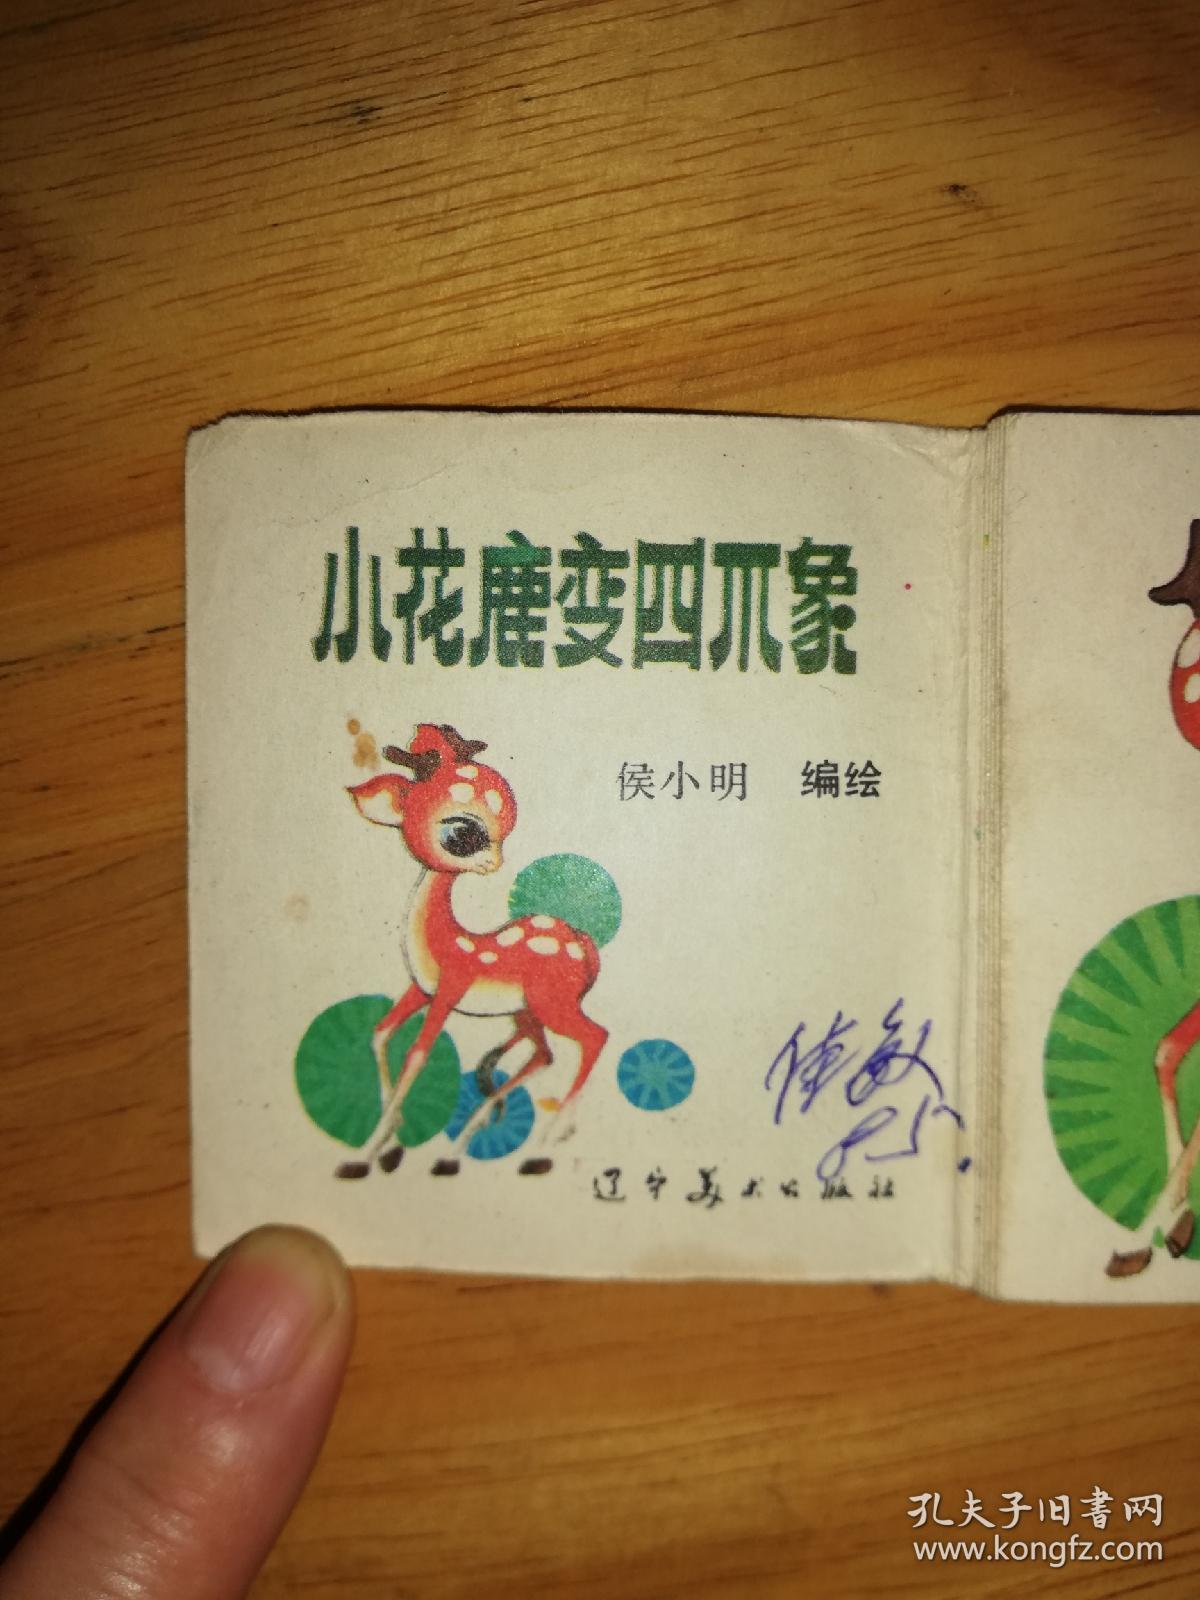 小花鹿变四不象
侯小明 编绘
85.
辽宁美术出版社
孔夫子旧书网
www.kongfz.com